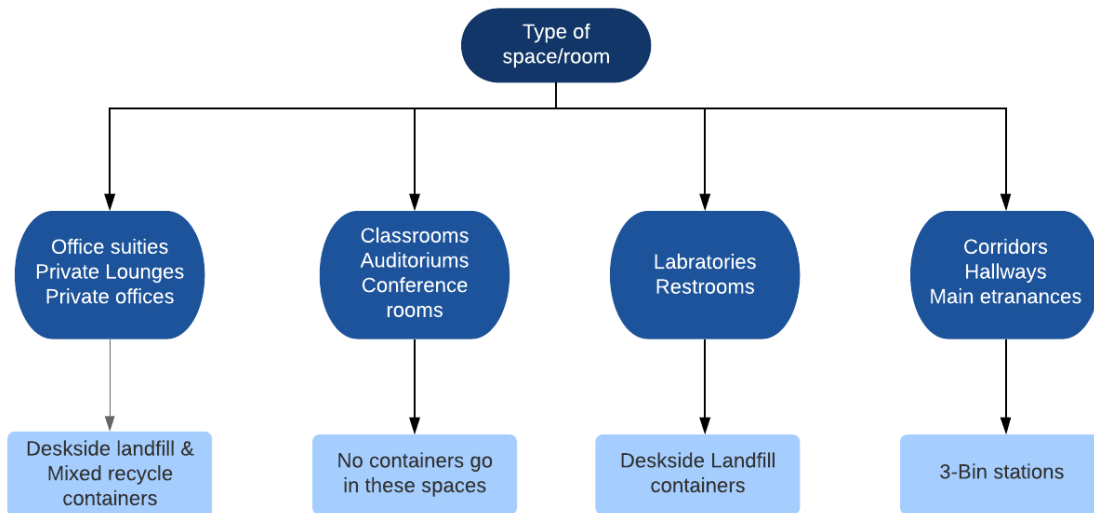 Type of
space/room
Office suities
Private Lounges
Private offices
Classrooms
Auditoriums
Conference
rooms
Labratories
Restrooms
Corridors
Hallways
Main etranances
Deskside landfill &
Mixed recycle
containers
No containers go
in these spaces
Deskside Landfill
containers
3-Bin stations